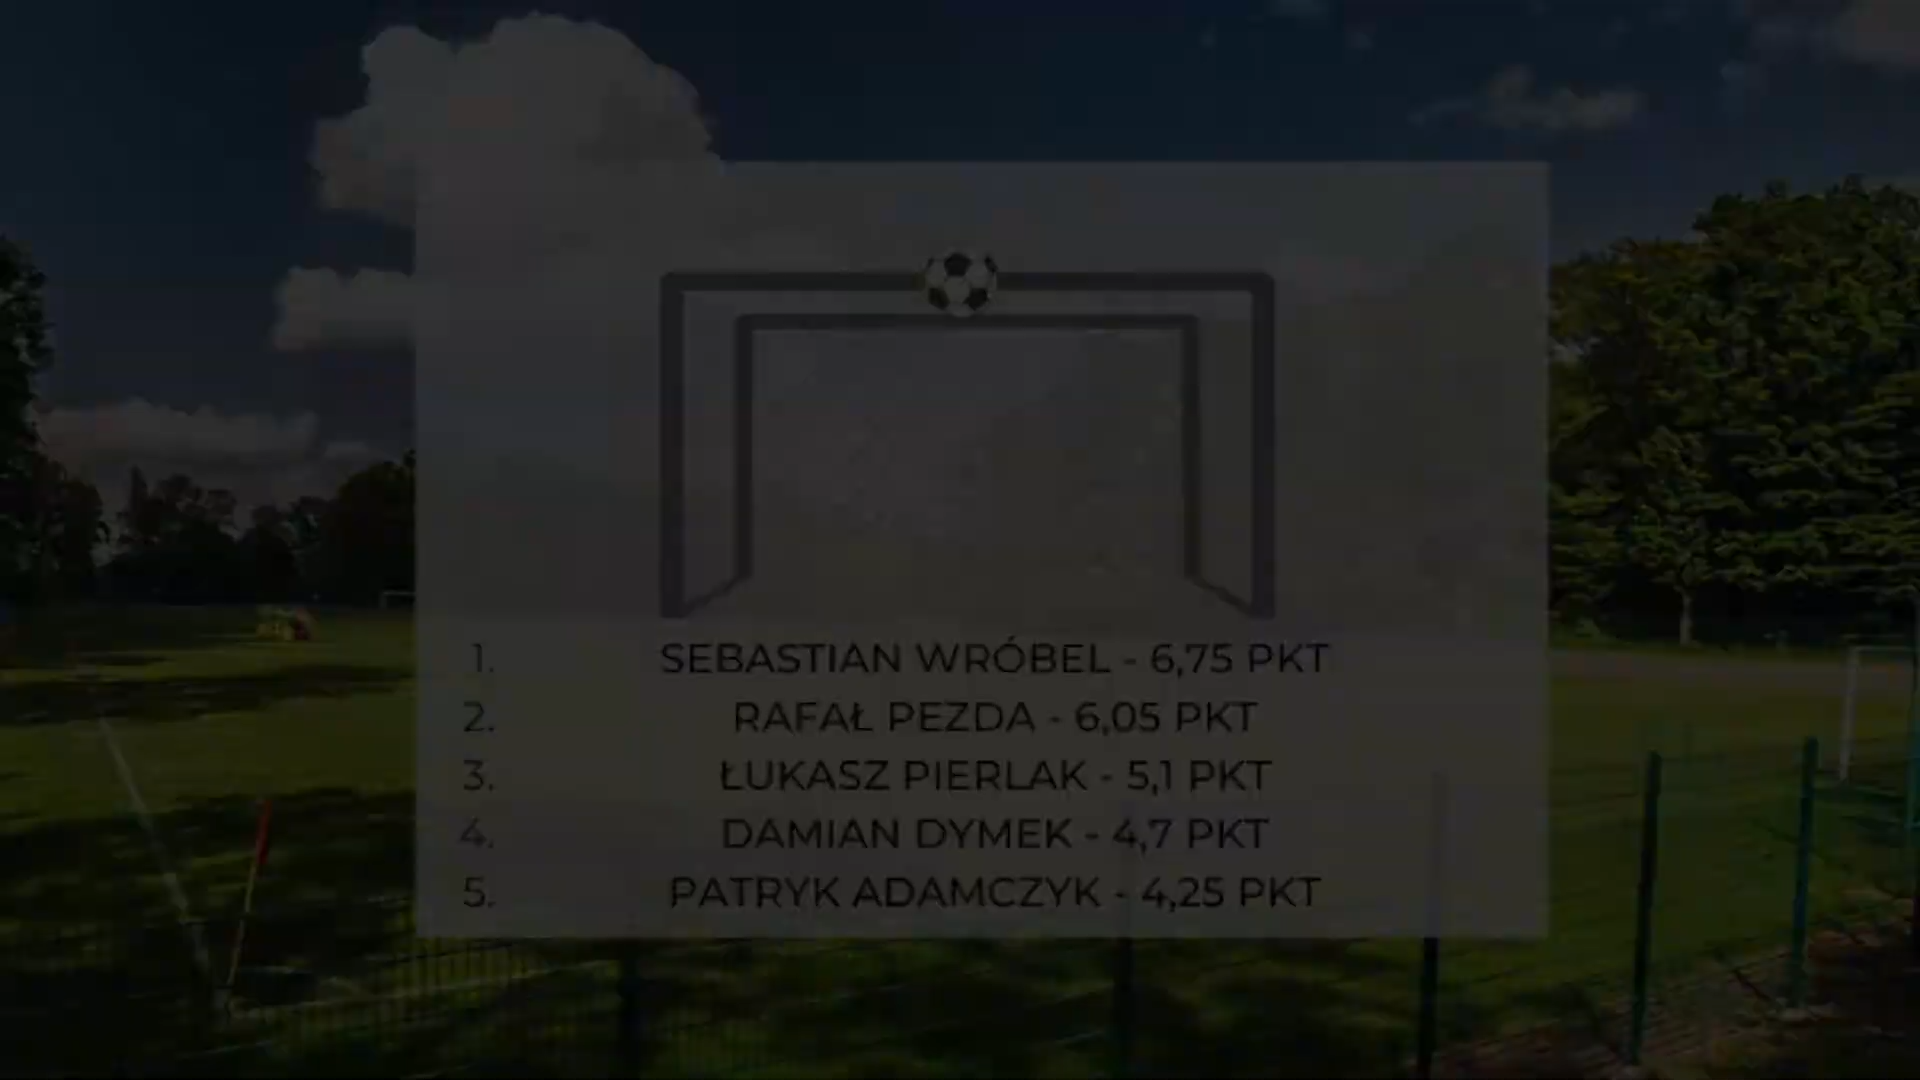 1. SEBASTIAN WRÓBEL - 6,75 PKT
2. RAFAŁ PEZDA - 6,05 PKT
3. ŁUKASZ PIERLAK - 5,1 PKT
4. DAMIAN DYMEK - 4,7 PKT
5. PATRYK ADAMCZYK - 4,25 PKT